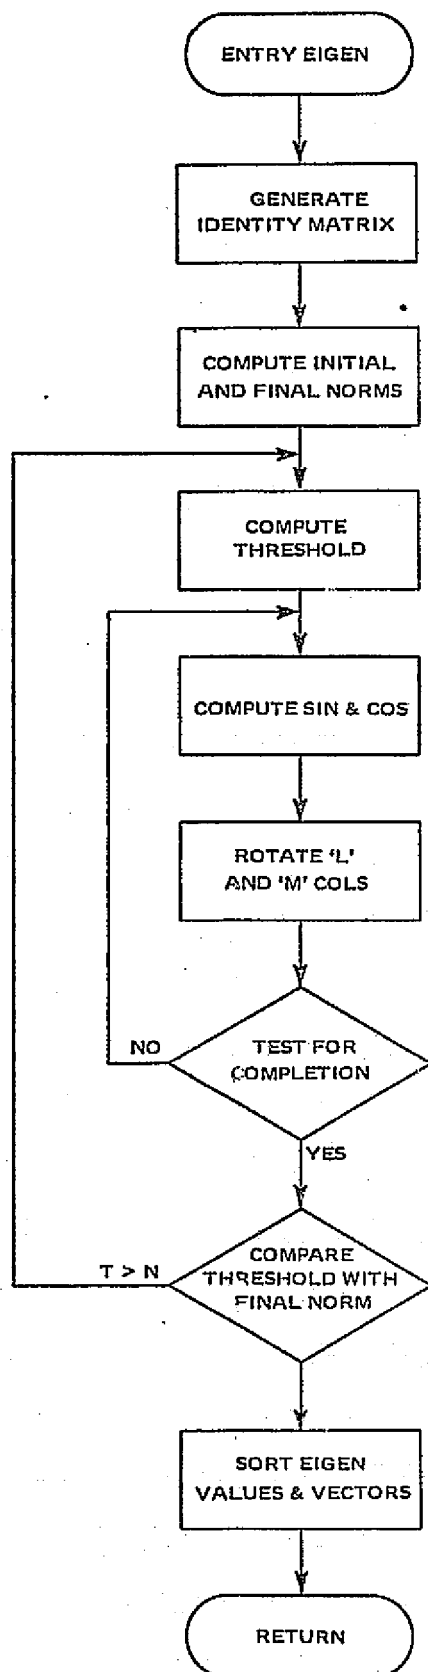 ENTRY EIGEN
GENERATE
IDENTITY MATRIX
COMPUTE INITIAL
AND FINAL NORMS
COMPUTE
THRESHOLD
COMPUTE SIN & COS
ROTATE 'L'
AND 'M' COLS
NO
TEST FOR
COMPLETION
YES
T > N
COMPARE
THRESHOLD WITH
FINAL NORM
SORT EIGEN
VALUES & VECTORS
RETURN